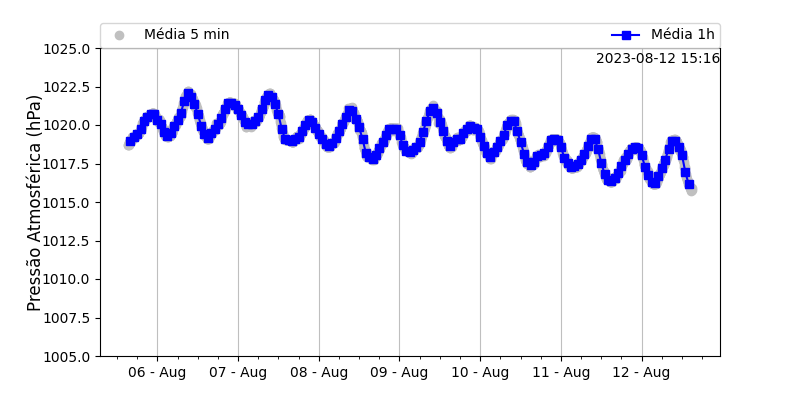 Média 5 min
Média 1h
2023-08-12 15:16
Pressão Atmosférica (hPa)
1025.0
1022.5
1020.0
1017.5
1015.0
1012.5
1010.0
1007.5
1005.0
06 - Aug
07 - Aug
08 - Aug
09 - Aug
10 - Aug
11 - Aug
12 - Aug